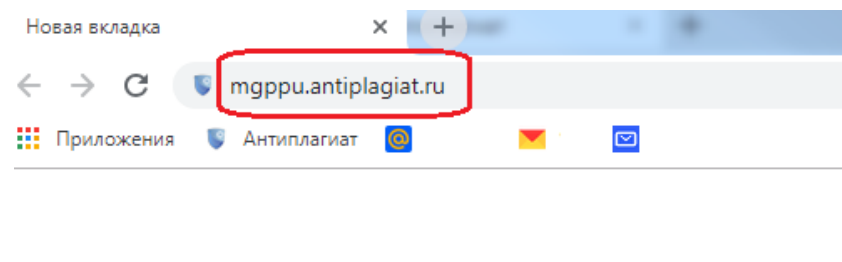 Новая вкладка
mgppu.antiplagiat.ru
Приложения Антиплагиат